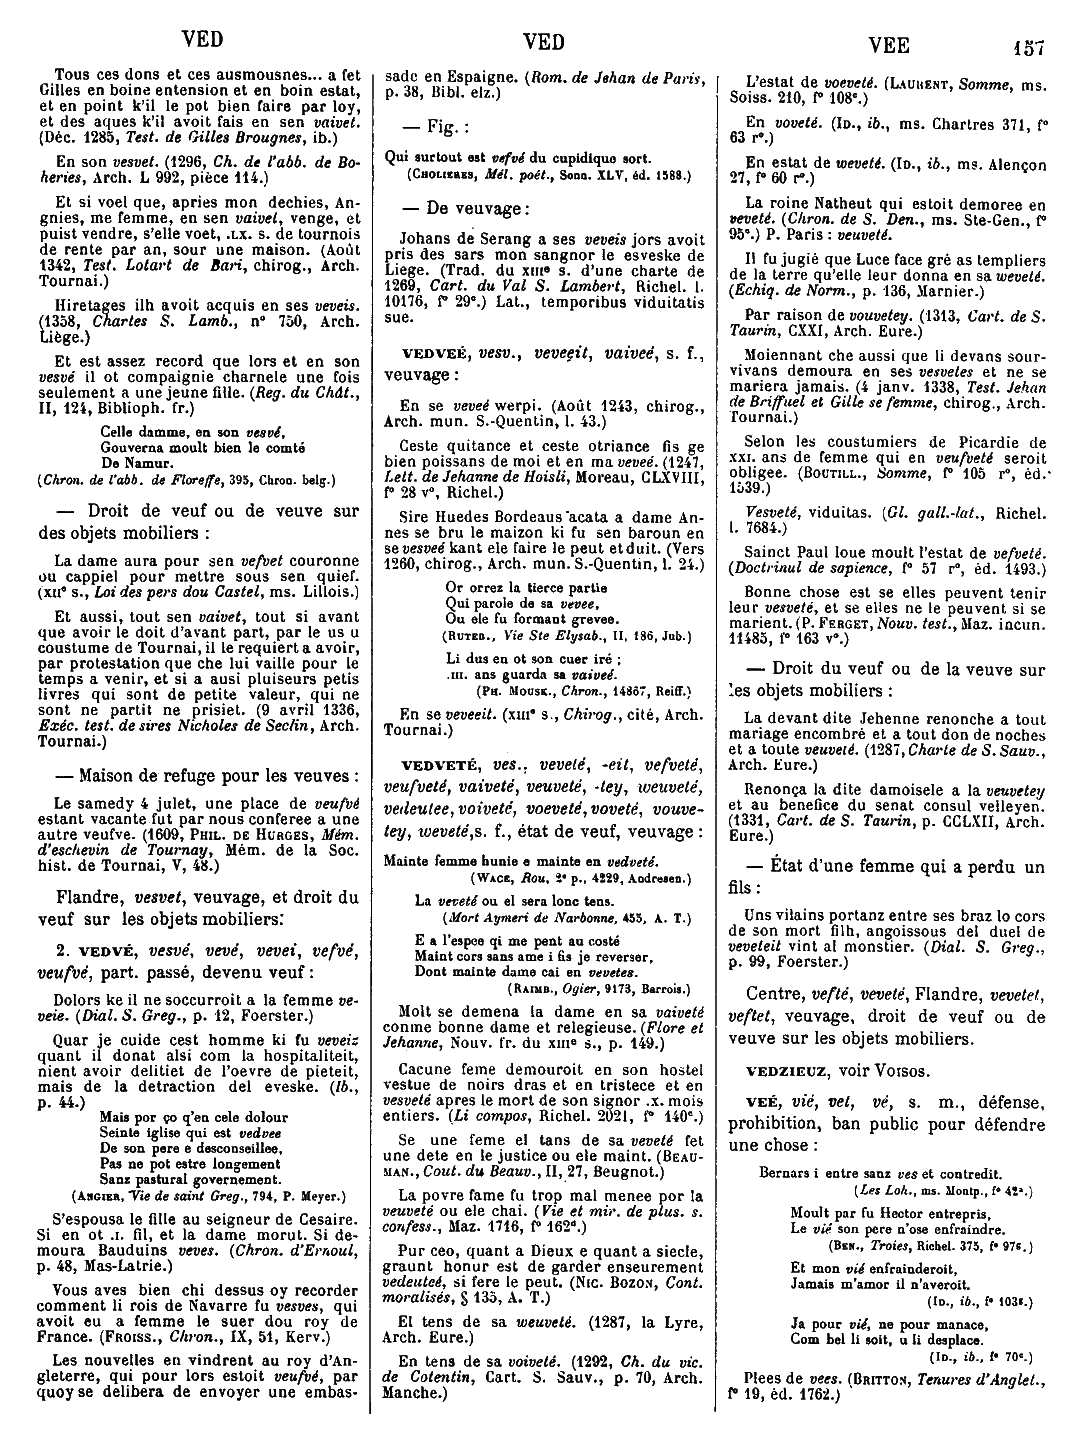 VED
VED
VEE
157
Tous ces dons et ces ausmousnes... a fet
Gilles en boine entension et en boin estat,
et en point k'il le pot bien faire par loy,
et des aques k'il avoit fais en sen vaivet.
(Déc. 1285, Test. de Gilles Brougnes, ib.)
En son vesvet. (1296, Ch. de l'abb. de Bo-
heries, Arch. L 992, pièce 114.)
Et si voel que, apries mon dechies, An-
gnies, me femme, en sen vaivet, venge, et
puist vendre, s'elle voet, .LX. s. de tournois
de rente par an, sour une maison. (Août
1342, Test. Lotart de Bari, chirog., Arch.
Tournai.)
Hiretages ilh avoit acquis en ses veveis.
(1358, Chartes S. Lamb., n° 750, Arch.
Liège.)
Et est assez record que lors et en son
vesvé il ot compaignie charnele une fois
seulement a une jeune fille. (Reg. du Chât.,
II, 124, Biblioph. fr.)
Celle damme, en son vesvé,
Gouverna moult bien le comté
De Namur.
(Chron. de l'abb. de Floreffe, 395, Chron. belg.)
— Droit de veuf ou de veuve sur
des objets mobiliers :
La dame aura pour sen vefvet couronne
ou cappiel pour mettre sous sen quief.
(XIIe s., Loi des pers dou Castel, ms. Lillois.)
Et aussi, tout sen vaivet, tout si avant
que avoir le doit d'avant part, par le us u
coustume de Tournai, il le requiert a avoir,
par protestation que che lui vaille pour le
temps a venir, et si a ausi pluiseurs petis
livres qui sont de petite valeur, qui ne
sont ne partit ne prisiet. (9 avril 1336,
Exéc. test. de sires Nicholes de Seclin, Arch.
Tournai.)
— Maison de refuge pour les veuves :
Le samedy 4 julet, une place de veufvé
estant vacante fut par nous conferee a une
autre veufve. (1609, PHIL. DE HURGES, Mém.
d'eschevin de Tournay, Mém. de la Soc.
hist. de Tournai, V, 48.)
Flandre, vesvet, veuvage, et droit du
veuf sur les objets mobiliers.
2. VEDVÉ, vesvé, vevé, vevei, vefvé,
veufvé, part. passé, devenu veuf :
Dolors ke il ne soccurroit a la femme ve-
veie. (Dial. S. Greg., p. 12, Foerster.)
Quar je cuide cest homme ki fu veveiz
quant il donat alsi com la hospitaliteit,
nient avoir delitiet de l'oevre de pieteit,
mais de la detraction del eveske. (Ib.,
p. 44.)
Mais por ço q'en cele dolour
Seinte iglise qui est vedvee
De son pere e desconseillee,
Pas ne pot estre longement
Sanz pastural governement.
(ANGIER, Vie de saint Greg., 794, P. Meyer.)
S'espousa le fille au seigneur de Cesaire.
Si en ot .I. fil, et la dame morut. Si de-
moura Bauduins veves. (Chron. d'Ernoul,
p. 48, Mas-Latrie.)
Vous aves bien chi dessus oy recorder
comment li rois de Navarre fu vesves, qui
avoit eu a femme le suer dou roy de
France. (FROISS., Chron., IX, 51, Kerv.)
Les nouvelles en vindrent au roy d'An-
gleterre, qui pour lors estoit veufvé, par
quoy se delibera de envoyer une embas-
sade en Espaigne. (Rom. de Jehan de Paris,
p. 38, Bibl. elz.)
— Fig. :
Qui surtout est vefvé du cupidique sort.
(CHOLIERES, Mél. poét., Sonn. XLV, éd. 1588.)
— De veuvage :
Johans de Serang a ses veveis jors avoit
pris des sars mon sangnor le esveske de
Liege. (Trad. du XIIIe s. d'une charte de
1269, Cart. du Val S. Lambert, Richel. l.
10176, f° 29e.) Lat., temporibus viduitatis
sue.
VEDVEÉ, vesv., veveçit, vaiveé, s. f.,
veuvage :
En se veveé werpi. (Août 1243, chirog.,
Arch. mun. S.-Quentin, l. 43.)
Ceste quitance et ceste otriance fis ge
bien poissans de moi et en ma veveé. (1247,
Lett. de Jehanne de Hoisli, Moreau, CLXVIII,
f° 28 v°, Richel.)
Sire Huedes Bordeaus acata a dame An-
nes se bru le maizon ki fu sen baroun en
se vesveé kant ele faire le peut et duit. (Vers
1260, chirog., Arch. mun. S.-Quentin, l. 24.)
Or orrez la tierce partie
Qui parole de sa vevee,
Ou ele fu formant grevee.
(RUTEB., Vie Ste Elysab., II, 186, Jub.)
Li dus en ot son cuer iré ;
.III. ans guarda sa vaiveé.
(PH. MOUSK., Chron., 14867, Reiff.)
En se veveeit. (XIIIe s., Chirog., cité, Arch.
Tournai.)
VEDVETÉ, ves., veveté, -eit, vefveté,
veufveté, vaiveté, veuveté, -tey, weuveté,
vedeutee, voiveté, voeveté, voveté, vouve-
tey, weveté, s. f., état de veuf, veuvage :
Mainte femme hunie e mainte en vedveté.
(WACE, Rou, 2e p., 4229, Andresen.)
La veveté ou el sera lonc tens.
(Mort Aymeri de Narbonne, 455, A. T.)
E a l'espee qi me pent au costé
Maint cors sans ame i fis je reverser,
Dont mainte dame cai en vevetes.
(RAIMB., Ogier, 9173, Barrois.)
Molt se demena la dame en sa vaiveté
conme bonne dame et relegieuse. (Flore et
Jehanne, Nouv. fr. du XIIIe s., p. 149.)
Cacune feme demouroit en son hostel
vestue de noirs dras et en tristece et en
vesveté apres le mort de son signor .X. mois
entiers. (Li compos, Richel. 2021, f° 140e.)
Se une feme el tans de sa veveté fet
une dete en le justice ou ele maint. (BEAU-
MAN., Cout. du Beauv., II, 27, Beugnot.)
La povre fame fu trop mal menee por la
veuveté ou ele chai. (Vie et mir. de plus. s.
confess., Maz. 1716, f° 162a.)
Pur ceo, quant a Dieux e quant a siecle,
graunt honur est de garder enseurement
vedeuteé, si fere le peut. (NIC. BOZON, Cont.
moralisés, § 135, A. T.)
El tens de sa weuveté. (1287, la Lyre,
Arch. Eure.)
En tens de sa voiveté. (1292, Ch. du vic.
de Cotentin, Cart. S. Sauv., p. 70, Arch.
Manche.)
L'estat de voeveté. (LAURENT, Somme, ms.
Soiss. 210, f° 108e.)
En voveté. (ID., ib., ms. Chartres 371, f°
63 r°.)
En estat de weveté. (ID., ib., ms. Alençon
27, f° 60 r°.)
La roine Natheut qui estoit demoree en
veveté. (Chron. de S. Den., ms. Ste-Gen., f°
95e.) P. Paris : veuveté.
Il fu jugié que Luce face gré as templiers
de la terre qu'elle leur donna en sa weveté.
(Echiq. de Norm., p. 136, Marnier.)
Par raison de vouvetey. (1313, Cart. de S.
Taurin, CXXI, Arch. Eure.)
Moiennant che aussi que li devans sour-
vivans demoura en ses vesvetes et ne se
mariera jamais. (4 janv. 1338, Test. Jehan
de Briffuel et Gille se femme, chirog., Arch.
Tournai.)
Selon les coustumiers de Picardie de
XXI. ans de femme qui en veufveté seroit
obligee. (BOUTILL., Somme, f° 105 r°, éd.
1539.)
Vesveté, viduitas. (Gl. gall.-lat., Richel.
l. 7684.)
Sainct Paul loue moult l'estat de vefveté.
(Doctrinal de sapience, f° 57 r°, éd. 1493.)
Bonne chose est se elles peuvent tenir
leur vesveté, et se elles ne le peuvent si se
marient. (P. FERGET, Nouv. test., Maz. incun.
11485, f° 163 v°.)
— Droit du veuf ou de la veuve sur
les objets mobiliers :
La devant dite Jehenne renonche a tout
mariage encombré et a tout don de noches
et a toute veuveté. (1287, Charte de S. Sauv.,
Arch. Eure.)
Renonça la dite damoisele a la veuvetey
et au benefice du senat consul velleyen.
(1331, Cart. de S. Taurin, p. CCLXII, Arch.
Eure.)
— État d'une femme qui a perdu un
fils :
Uns vilains portanz entre ses braz lo cors
de son mort filh, angoissous del duel de
veveteit vint al monstier. (Dial. S. Greg.,
p. 99, Foerster.)
Centre, vefté, veveté, Flandre, vevetet,
veftet, veuvage, droit de veuf ou de
veuve sur les objets mobiliers.
VEDZIEUZ, voir VOISOS.
VEÉ, vié, vet, vé, s. m., défense,
prohibition, ban public pour défendre
une chose :
Bernars i entre sanz ves et contredit.
(Les Loh., ms. Montp., f° 42a.)
Moult par fu Hector entrepris,
Le vié son pere n'ose enfraindre.
(BEN., Troies, Richel. 375, f° 97c.)
Et mon vié enfrainderoit,
Jamais m'amor il n'averoit.
(ID., ib., f° 103f.)
Ja pour vié, ne pour manace,
Com bel li soit, u li desplace.
(ID., ib., f° 70c.)
Plees de vees. (BRITTON, Tenures d'Anglet.,
f° 19, éd. 1762.)